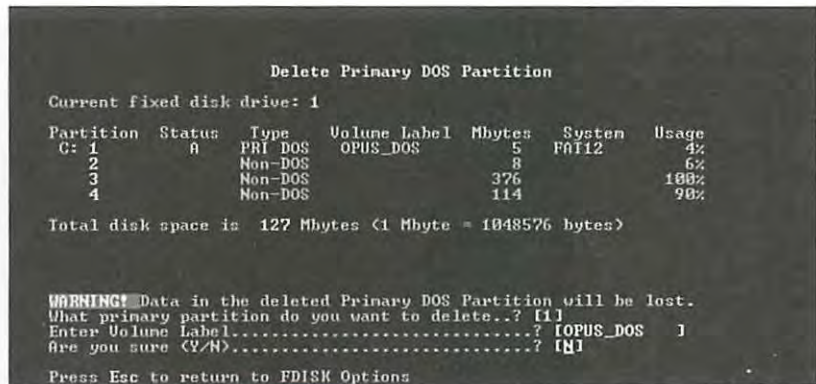 Delete Primary DOS Partition
Current fixed disk drive: 1
Partition Status Type Volume Label Mbytes System Usage
C: 1 A PRI DOS OPUS_DOS 5 FAT12 4%
2 Non-DOS 8 6%
3 Non-DOS 376 100%
4 Non-DOS 114 90%
Total disk space is 127 Mbytes (1 Mbyte = 1048576 bytes)
WARNING! Data in the deleted Primary DOS Partition will be lost.
What primary partition do you want to delete..? [1]
Enter Volume Label...............................? [OPUS_DOS ]
Are you sure (Y/N)...............................? [N]
Press Esc to return to FDISK Options